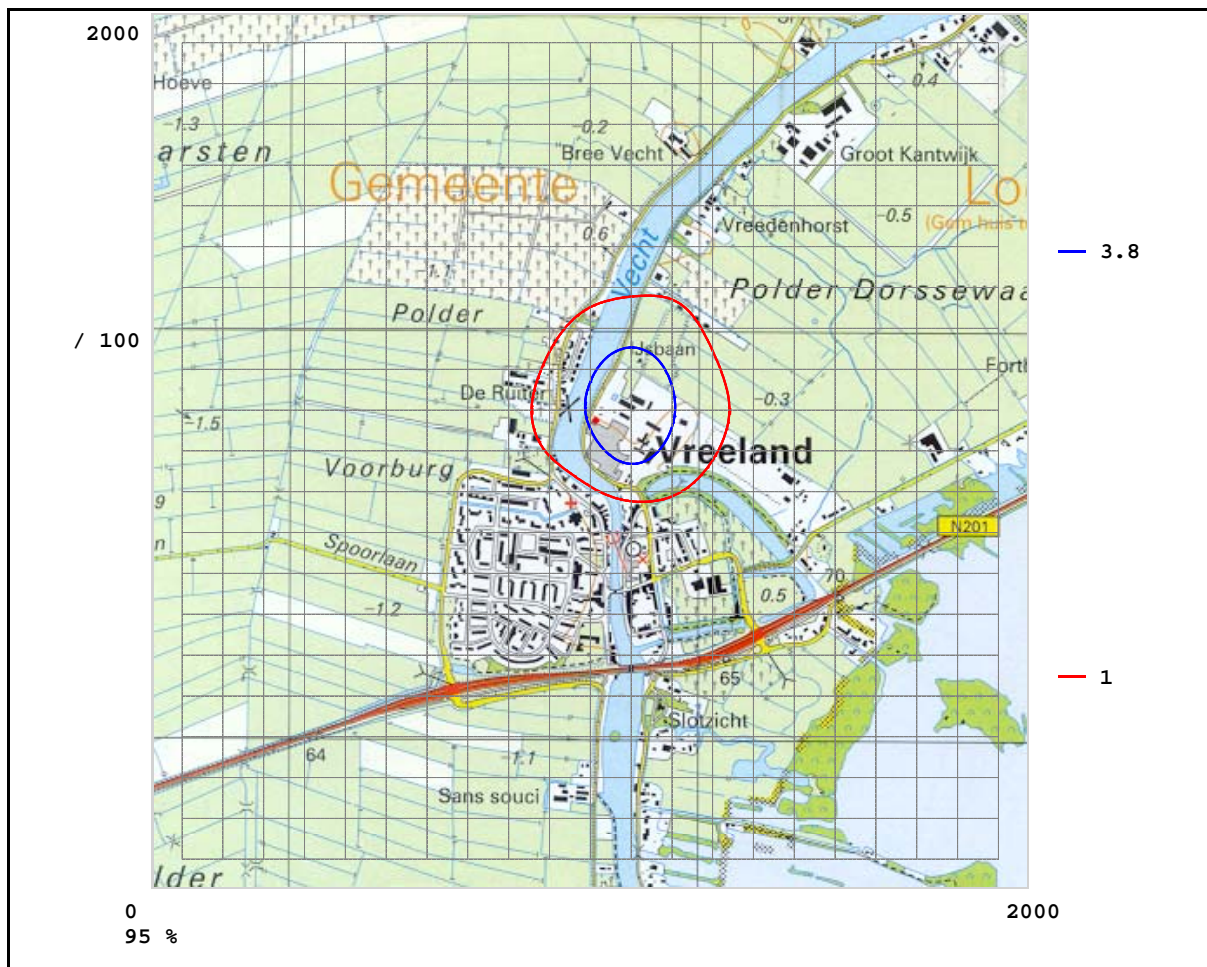 2000
Hoeve
0.4
-1.3
-0.2
arsten
"Bree Vecht
Groot Kantwijk
Gemeente
Lo
-0.5
(Gem huis t
Vreedenhorst
0.6
Vecht
3.8
-1.1
Polder Dorssewaa
Polder
/ 100
IJsbaan
Forth
De Ruiter
-0.3
-1.5
Vreeland
Voorburg
9
N201
n
Spoorlaan
70
0.5
-1.2
65
1
Slotzicht
64
-1.1
Sans souci
lder
0
2000
95 %